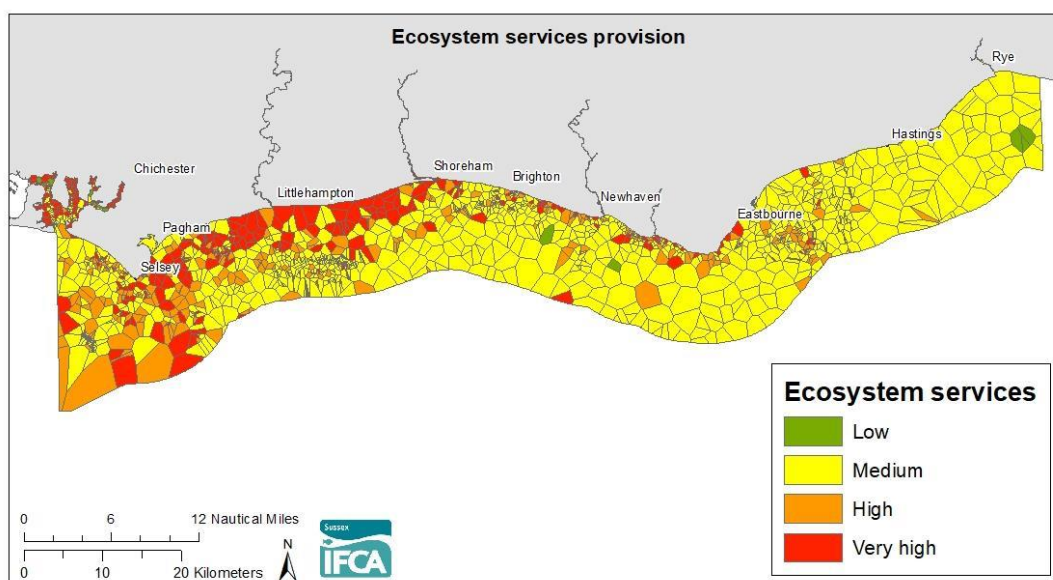 Ecosystem services provision
Rye
Hastings
Chichester
Shoreham
Brighton
Littlehampton
Newhaven
Eastbourne
Pagham
Selsey
Ecosystem services
Low
Medium
High
Very high
0 6 12 Nautical Miles
0 10 20 Kilometers
N
Sussex
IFCA